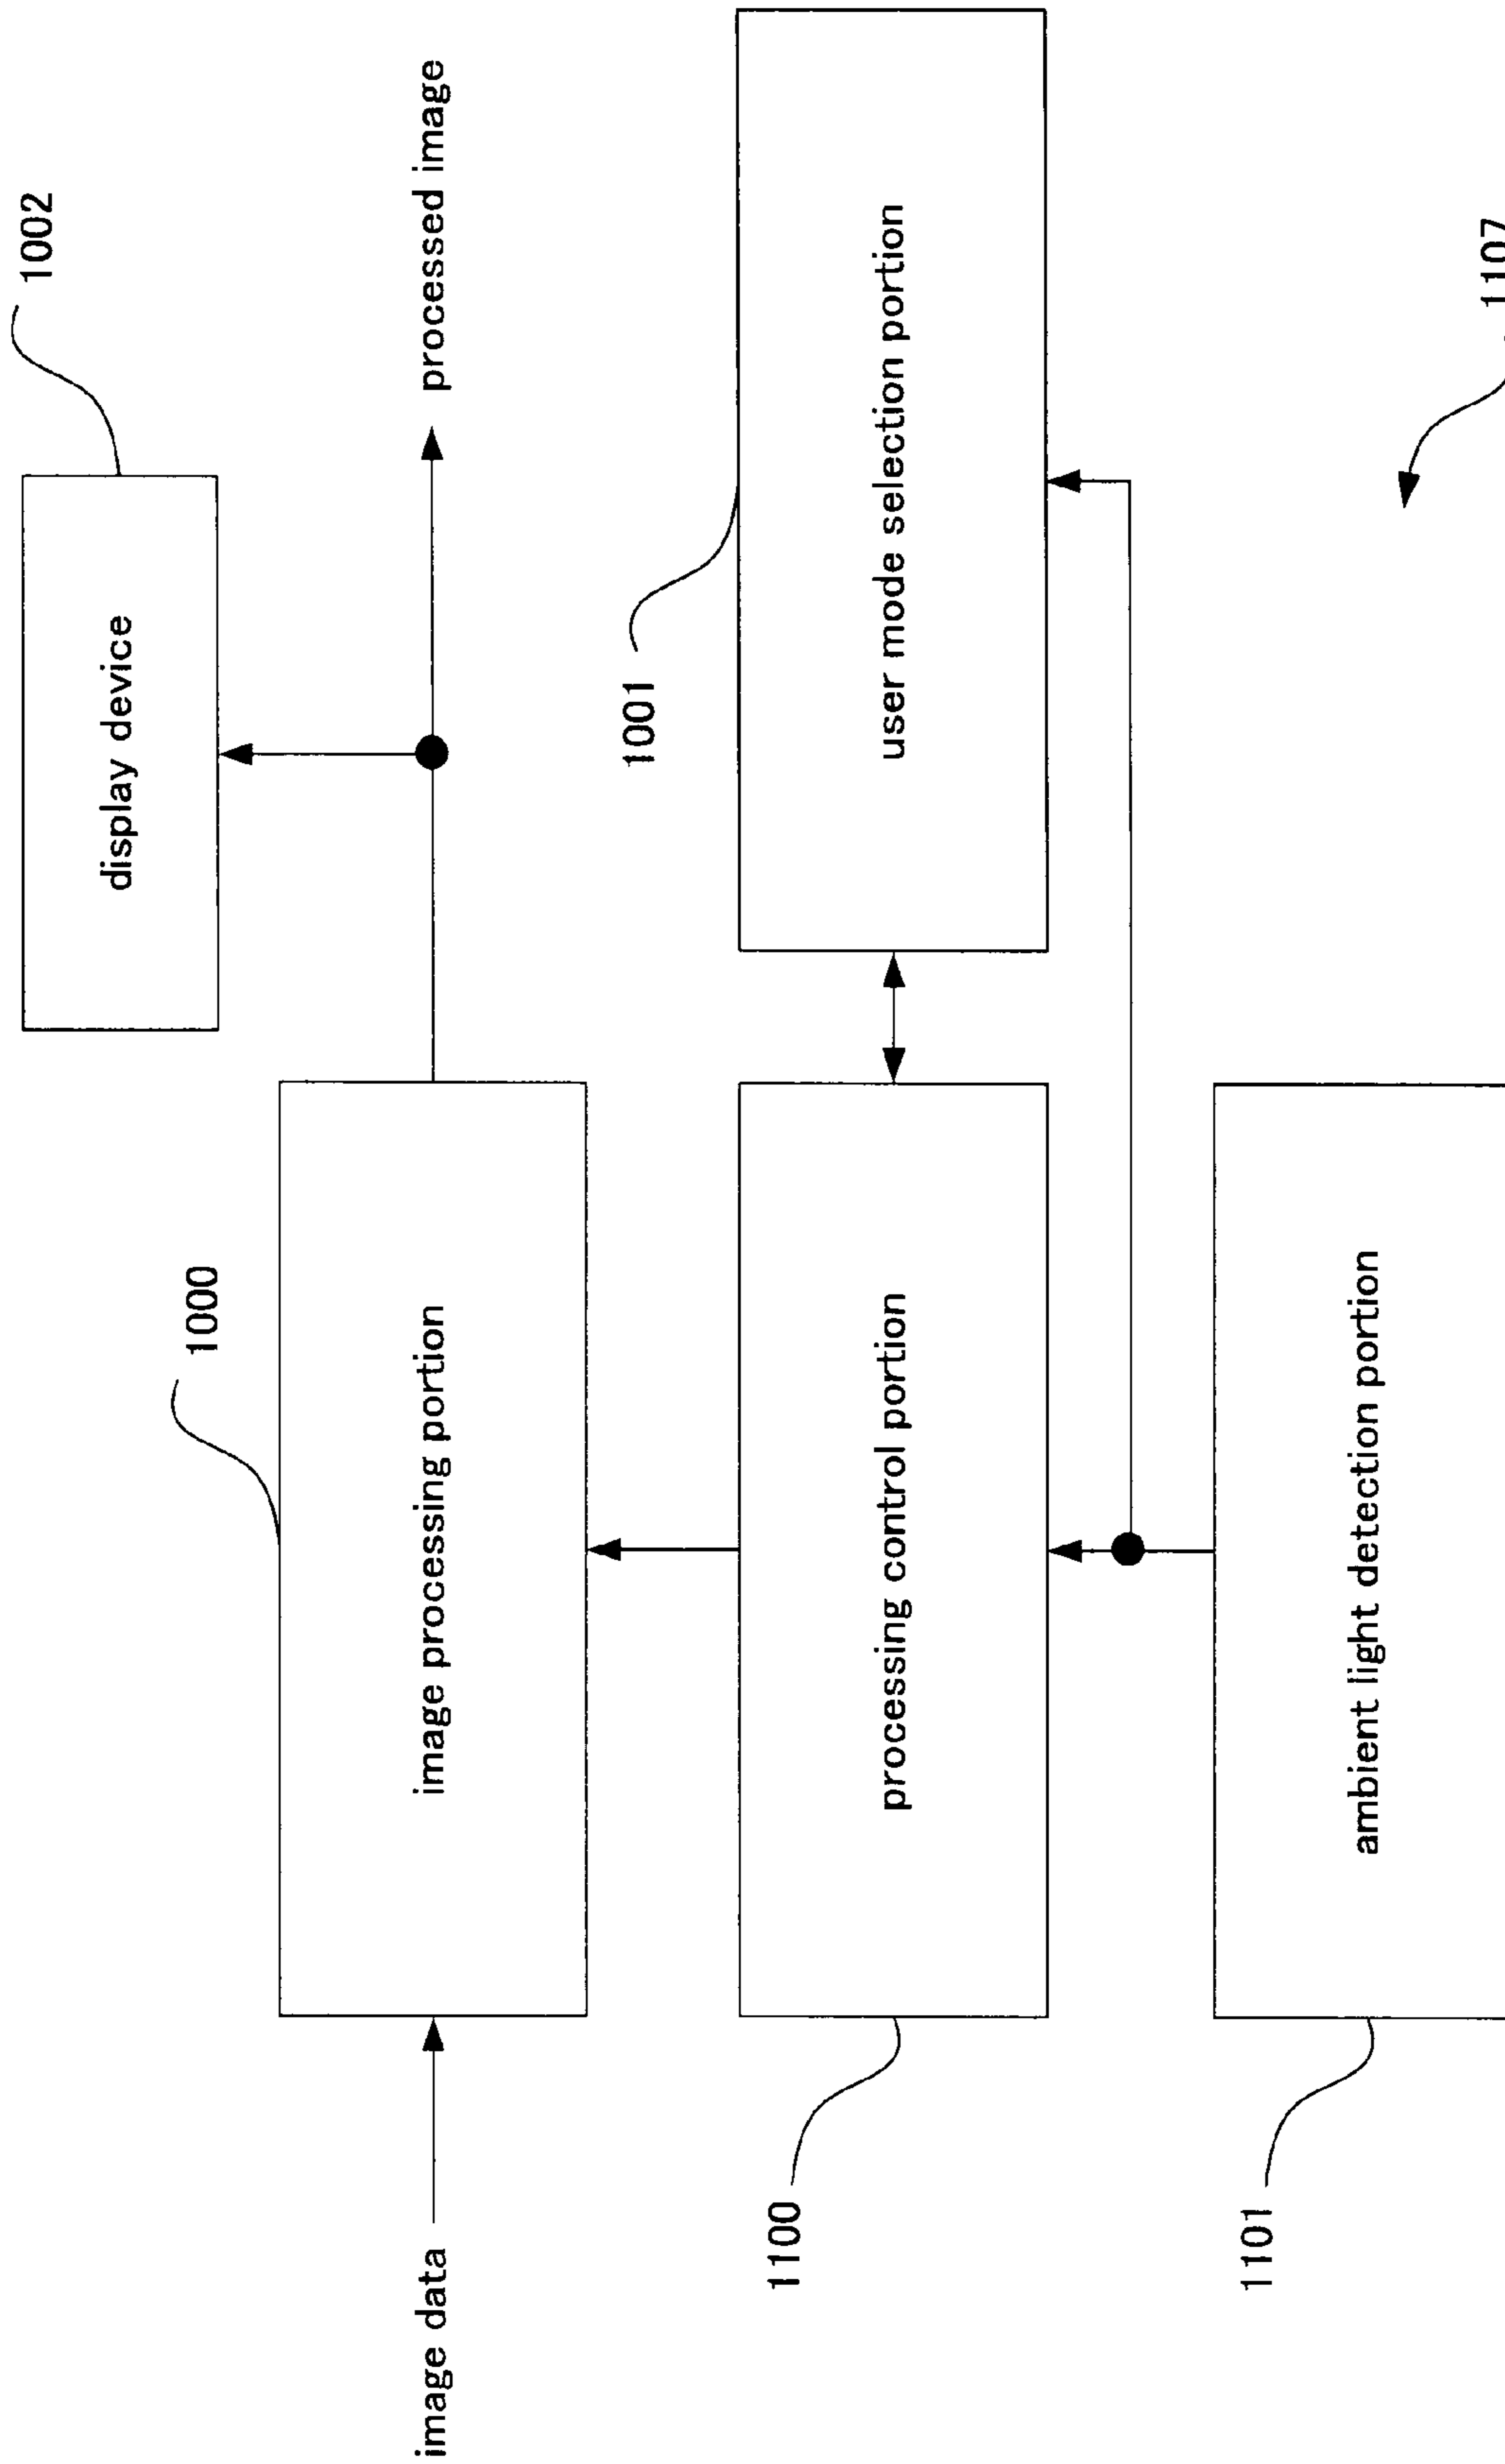 1002
display device
processed image
1000
image processing portion
image data
1001
user mode selection portion
processing control portion
1100
ambient light detection portion
1101
1107